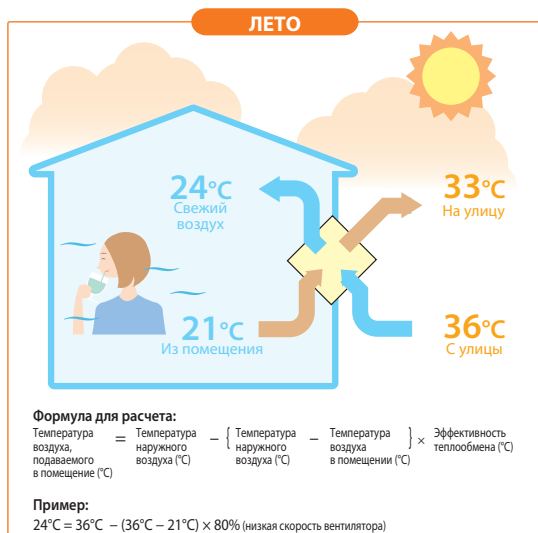 ЛЕТО
24°C
Свежий
воздух
33°C
На улицу
21°C
Из помещения
36°C
С улицы
Формула для расчета:
Температура воздуха, подаваемого в помещение (°C) = Температура наружного воздуха (°C) – { Температура наружного воздуха (°C) – Температура воздуха в помещении (°C) } × Эффективность теплообмена (°C)
Пример:
24°C = 36°C – (36°C – 21°C) × 80% (низкая скорость вентилятора)